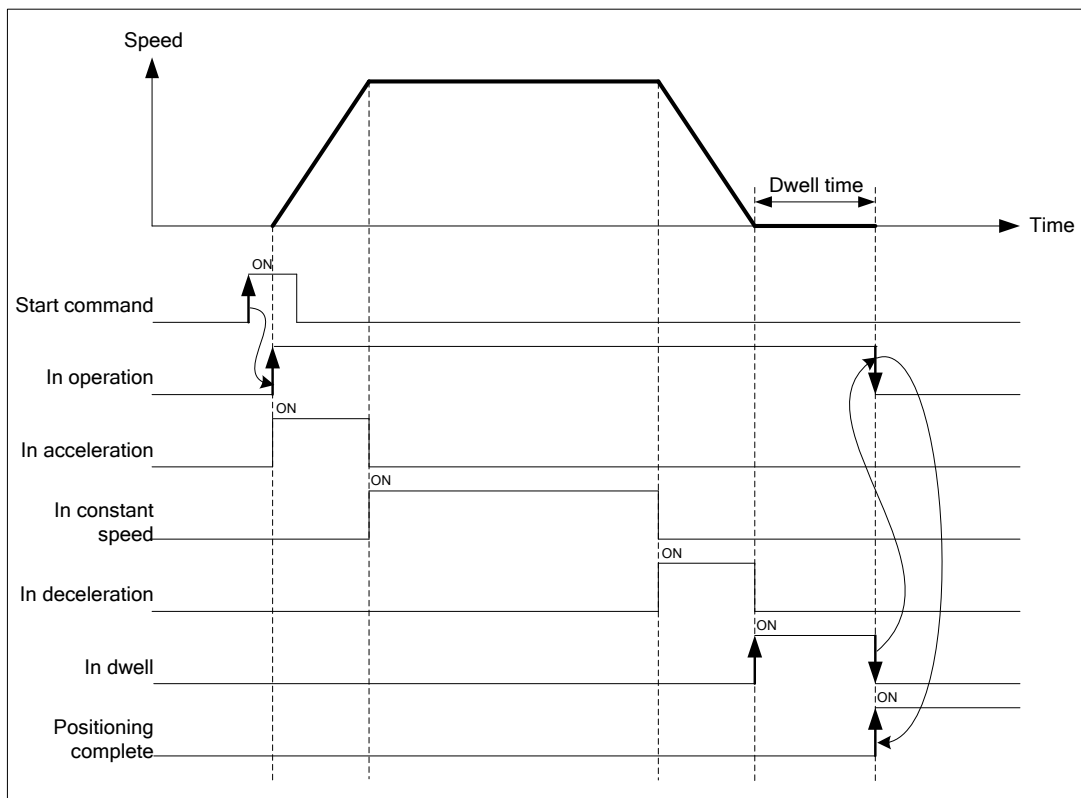 Speed
Dwell time
Time
ON
Start command
In operation
ON
In acceleration
ON
In constant
speed
ON
In deceleration
ON
In dwell
ON
Positioning
complete